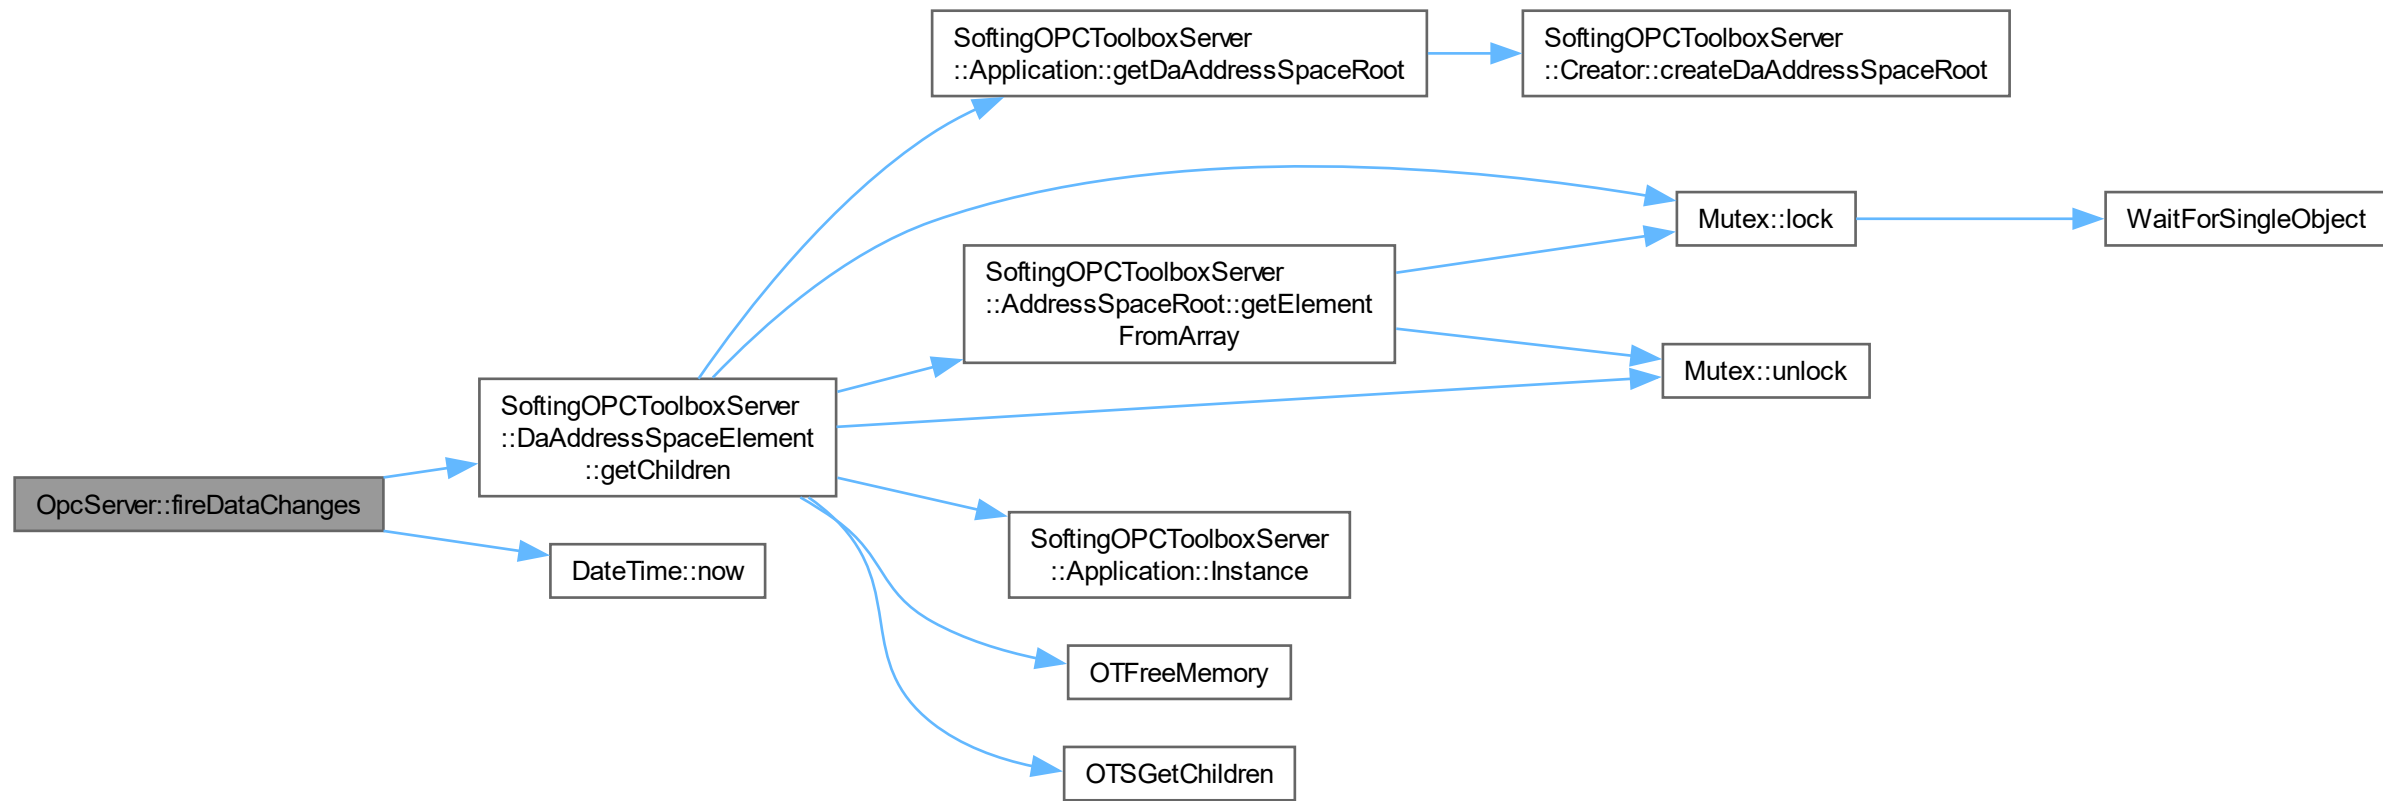 SoftingOPCToolboxServer
::Application::getDaAddressSpaceRoot
SoftingOPCToolboxServer
::Creator::createDaAddressSpaceRoot
Mutex::lock
WaitForSingleObject
SoftingOPCToolboxServer
::AddressSpaceRoot::getElement
FromArray
Mutex::unlock
SoftingOPCToolboxServer
::DaAddressSpaceElement
::getChildren
OpcServer::fireDataChanges
SoftingOPCToolboxServer
::Application::Instance
DateTime::now
OTFreeMemory
OTSGetChildren